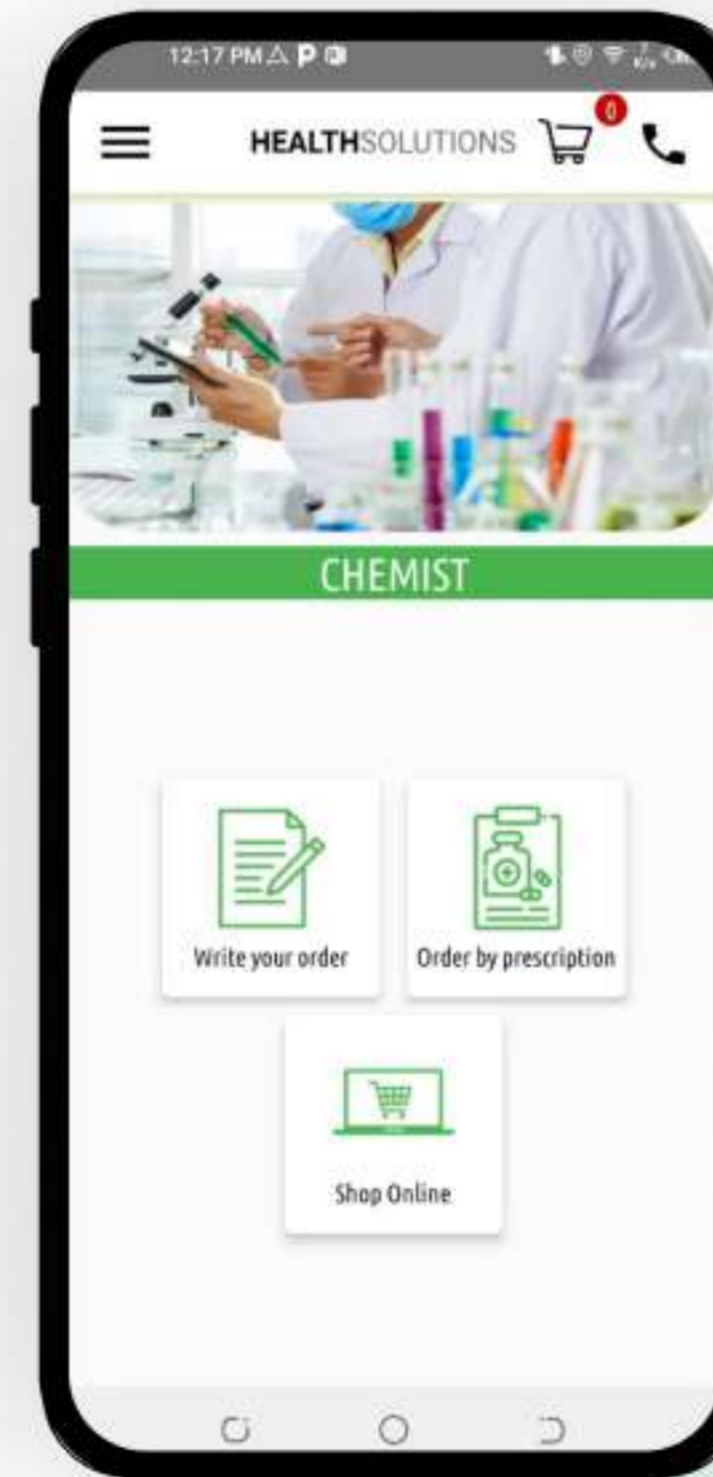 12:17 PM
HEALTHSOLUTIONS
0
CHEMIST
Write your order
Order by prescription
Shop Online